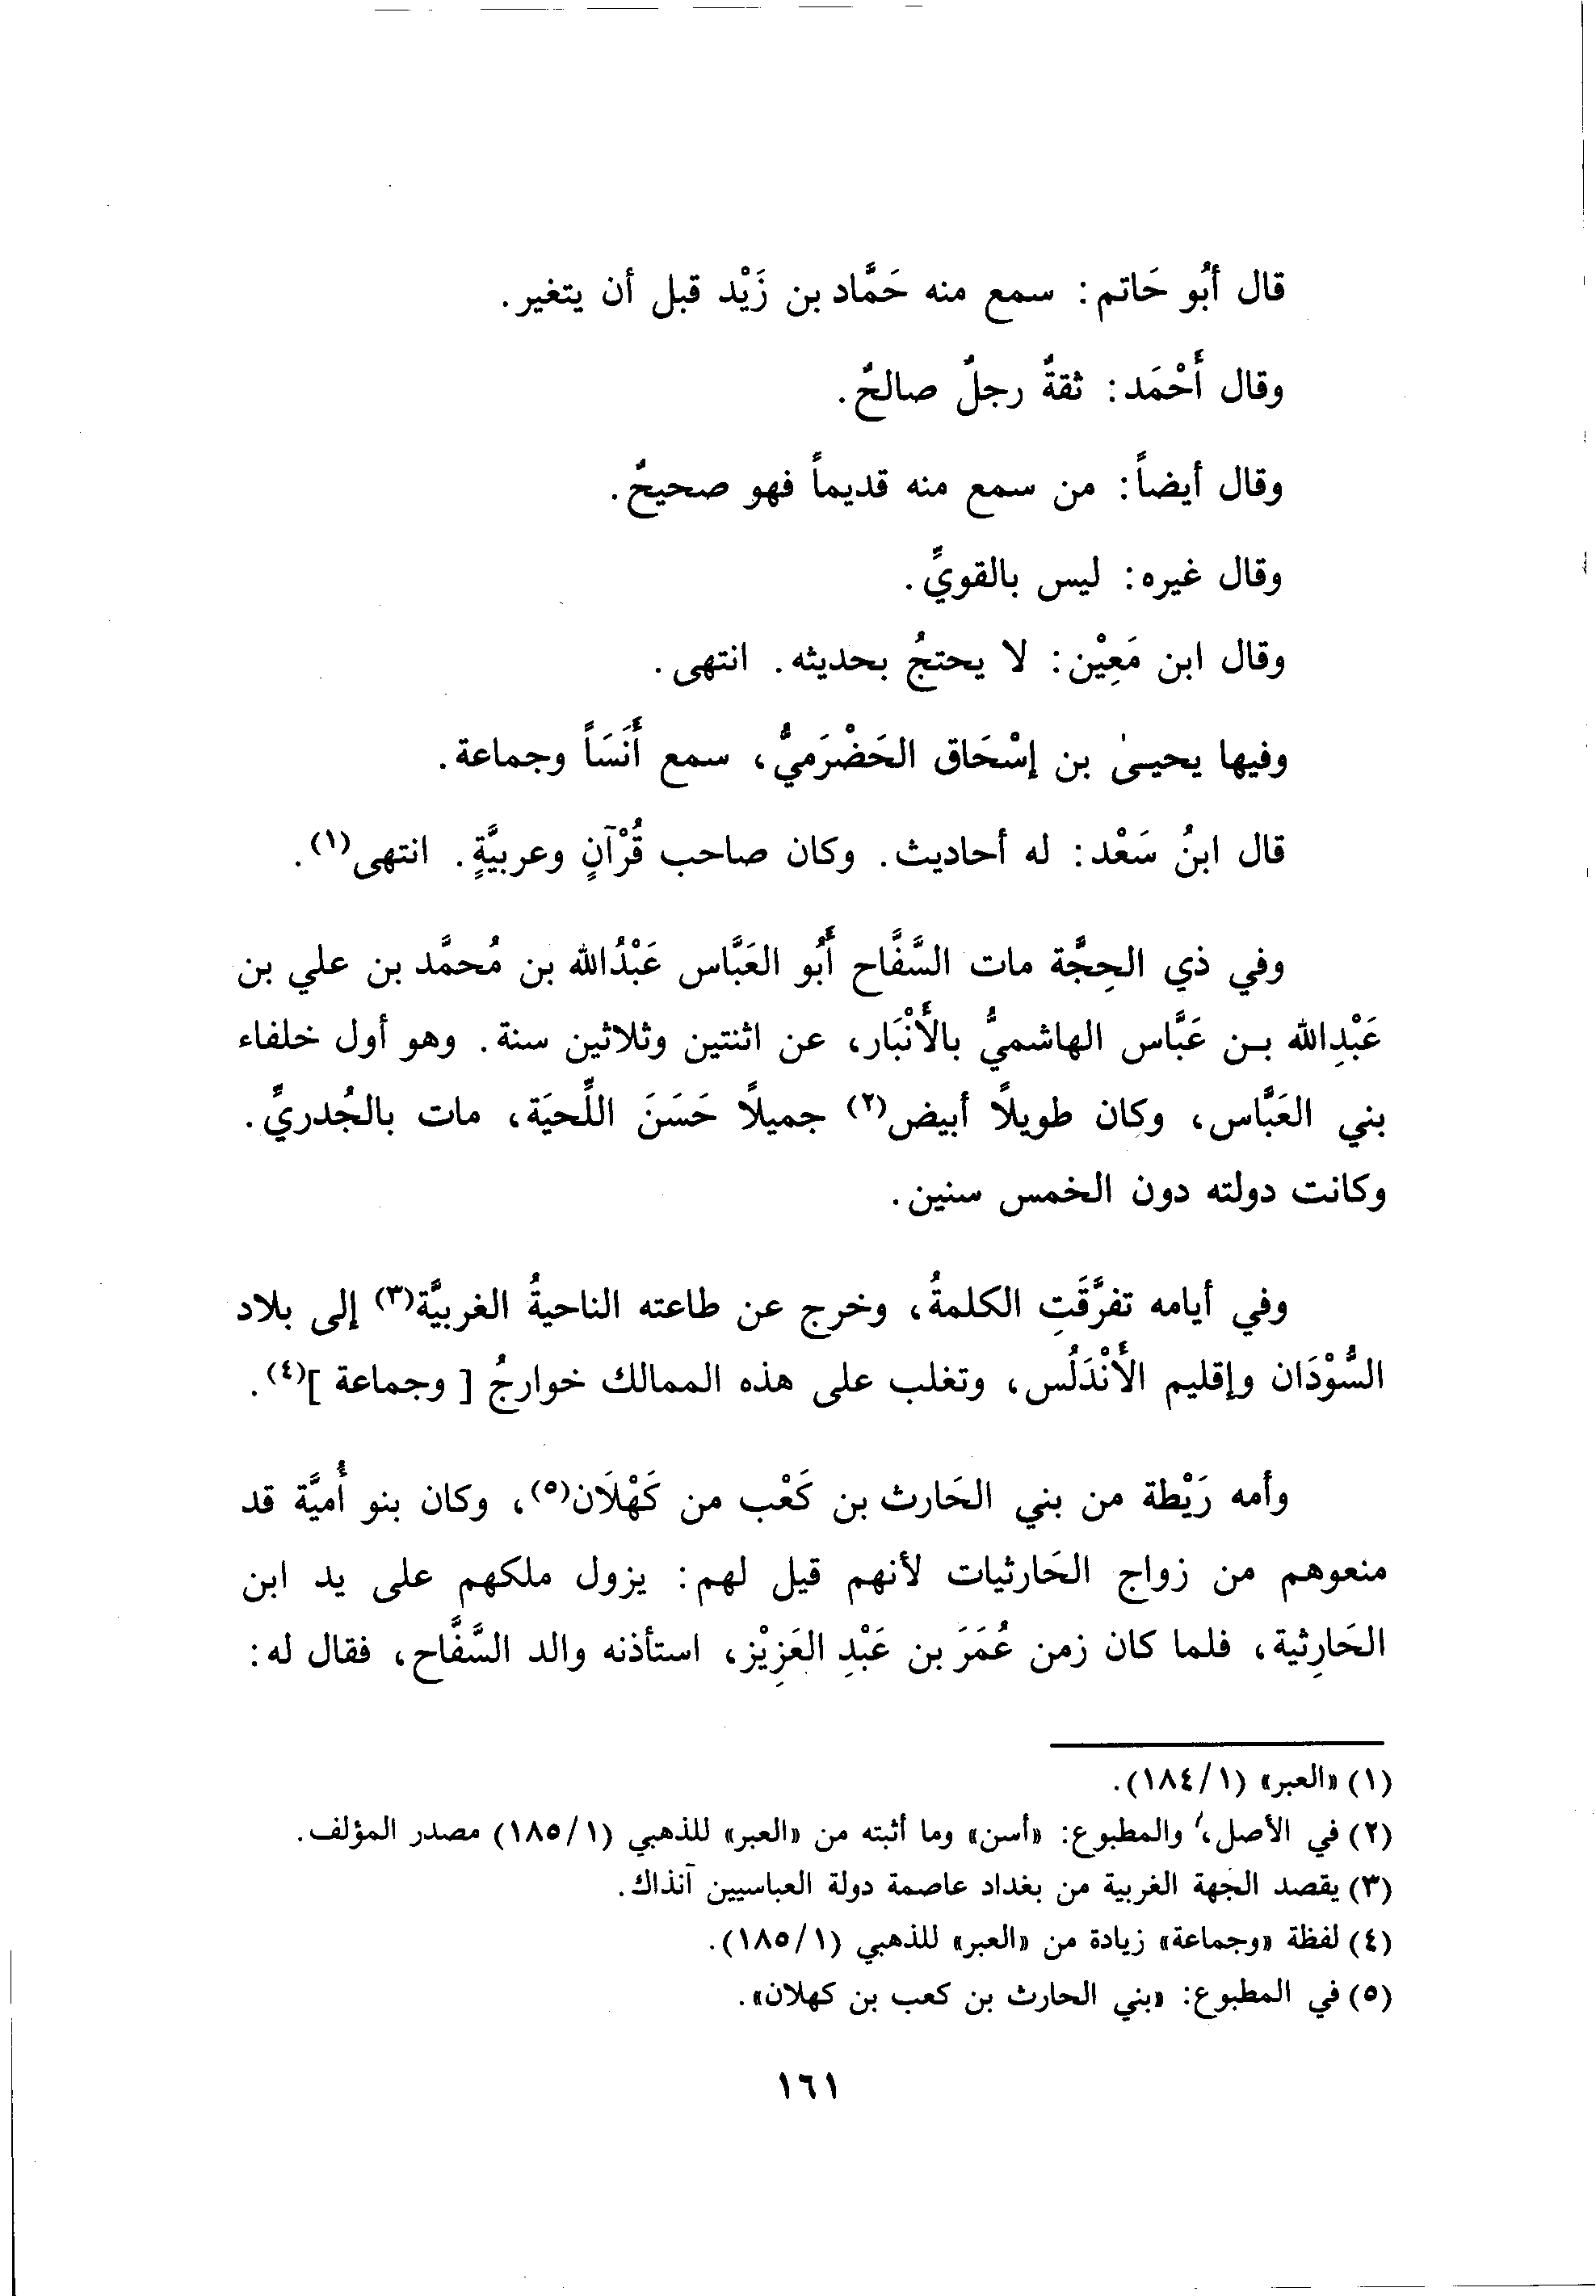 قال أبُو حَاتم: سمع منه حَمَّاد بن زَيْد قبل أن يتغير.
وقال أَحْمَد: ثقةٌ رجلٌ صالحٌ.
وقال أيضاً: من سمع منه قديماً فهو صحيحٌ.
وقال غيره: ليس بالقويِّ.
وقال ابن مَعِيْن: لا يحتجُ بحديثه. انتهى.
وفيها يحيىٰ بن إسْحَاق الحَضْرَميُّ، سمع أَنَسَاً وجماعة.
قال ابنُ سَعْد: له أحاديث. وكان صاحب قُرْآنٍ وعربيَّةٍ. انتهى(١).
وفي ذي الحِجَّة مات السَّفَّاح أَبُو العَبَّاس عَبْدُالله بن مُحمَّد بن علي بن
عَبْدِالله بن عَبَّاس الهاشميُّ بالأَنْبَار، عن اثنتين وثلاثين سنة. وهو أول خلفاء
بني العَبَّاس، وكان طويلاً أبيض(٢) جميلاً حَسَنَ اللِّحيَة، مات بالجُدريِّ.
وكانت دولته دون الخمس سنين.
وفي أيامه تفرَّقَتِ الكلمةُ، وخرج عن طاعته الناحيةُ الغربيَّة(٣) إلى بلاد
السُّوْدَان وإقليم الأَنْدَلُس، وتغلب على هذه الممالك خوارجُ [ وجماعة ](٤).
وأمه رَيْطة من بني الحَارث بن كَعْب من كَهْلَان(٥)، وكان بنو أُميَّة قد
منعوهم من زواج الحَارثيات لأنهم قيل لهم: يزول ملكهم على يد ابن
الحَارِثية، فلما كان زمن عُمَرَ بن عَبْدِ العَزِيْز، استأذنه والد السَّفَّاح، فقال له:
(١) «العبر» (١/١٨٤).
(٢) في الأصل، والمطبوع: «أسن» وما أثبته من «العبر» للذهبي (١/١٨٥) مصدر المؤلف.
(٣) يقصد الجهة الغربية من بغداد عاصمة دولة العباسيين آنذاك.
(٤) لفظة «وجماعة» زيادة من «العبر» للذهبي (١/١٨٥).
(٥) في المطبوع: «بني الحارث بن كعب بن كهلان».
١٦١